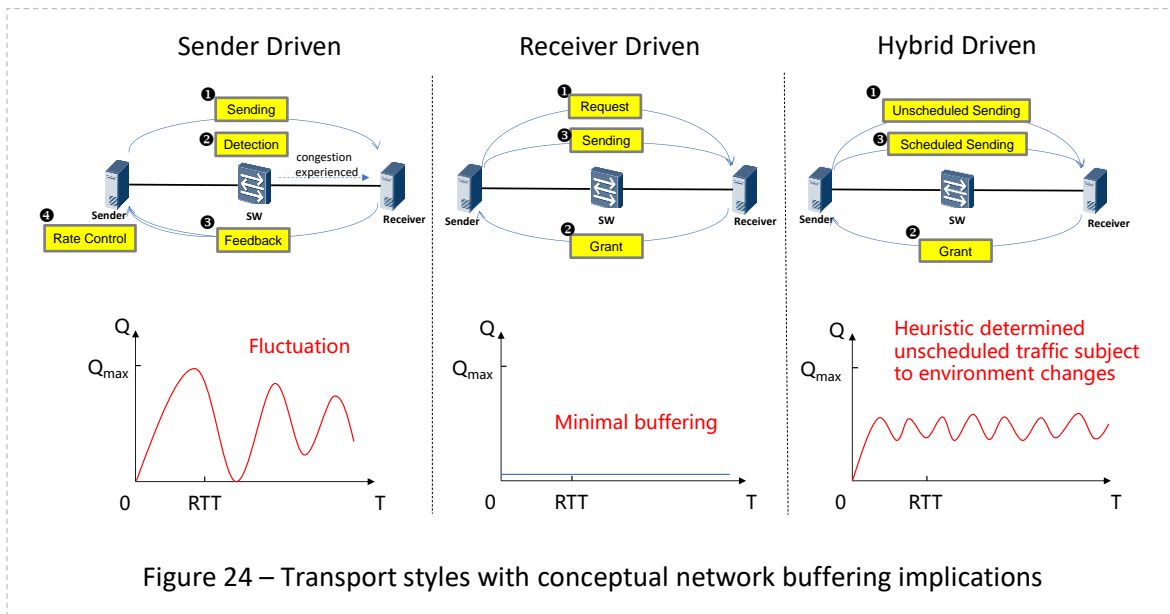 Sender Driven
❶
Sending
❷
Detection
congestion
experienced
Sender
SW
Receiver
❹
Rate Control
❸
Feedback
Q
Qmax
Fluctuation
0
RTT
T
Receiver Driven
❶
Request
❸
Sending
Sender
SW
Receiver
❷
Grant
Q
Qmax
Minimal buffering
0
RTT
T
Hybrid Driven
❶
Unscheduled Sending
❸
Scheduled Sending
Sender
SW
Receiver
❷
Grant
Q
Qmax
Heuristic determined
unscheduled traffic subject
to environment changes
0
RTT
T
Figure 24 – Transport styles with conceptual network buffering implications